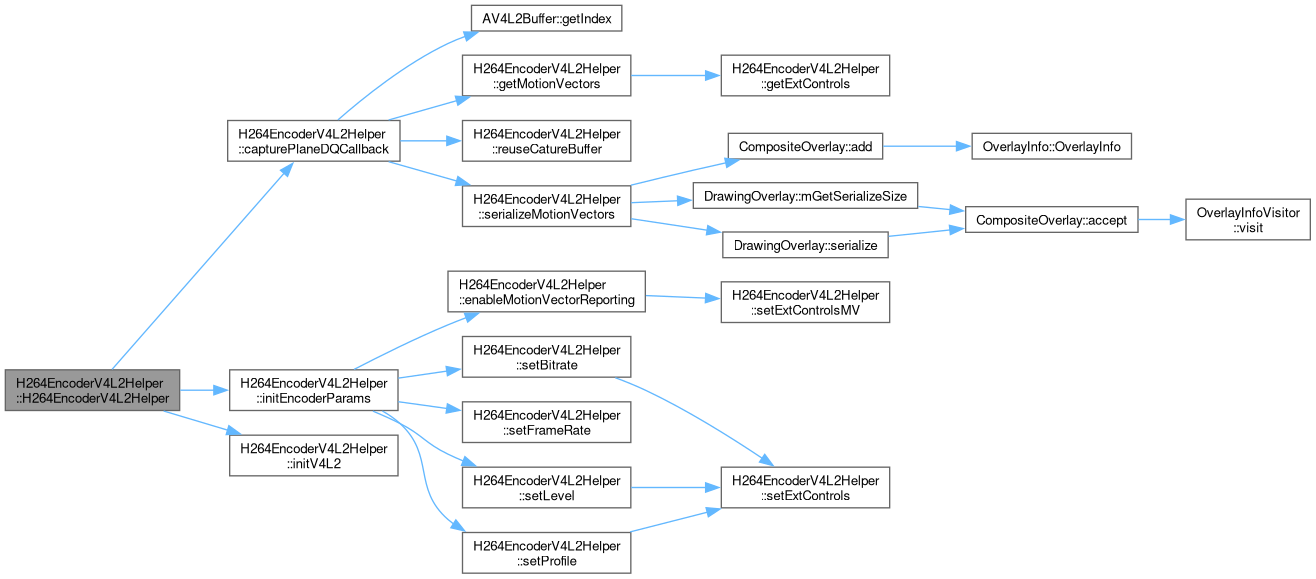 AV4L2Buffer::getIndex
H264EncoderV4L2Helper
::getMotionVectors
H264EncoderV4L2Helper
::getExtControls
H264EncoderV4L2Helper
::capturePlaneDQCallback
H264EncoderV4L2Helper
::reuseCatureBuffer
CompositeOverlay::add
OverlayInfo::OverlayInfo
H264EncoderV4L2Helper
::serializeMotionVectors
DrawingOverlay::mGetSerializeSize
CompositeOverlay::accept
OverlayInfoVisitor
::visit
DrawingOverlay::serialize
H264EncoderV4L2Helper
::enableMotionVectorReporting
H264EncoderV4L2Helper
::setExtControlsMV
H264EncoderV4L2Helper
::setBitrate
H264EncoderV4L2Helper
::H264EncoderV4L2Helper
H264EncoderV4L2Helper
::initEncoderParams
H264EncoderV4L2Helper
::setFrameRate
H264EncoderV4L2Helper
::initV4L2
H264EncoderV4L2Helper
::setLevel
H264EncoderV4L2Helper
::setExtControls
H264EncoderV4L2Helper
::setProfile